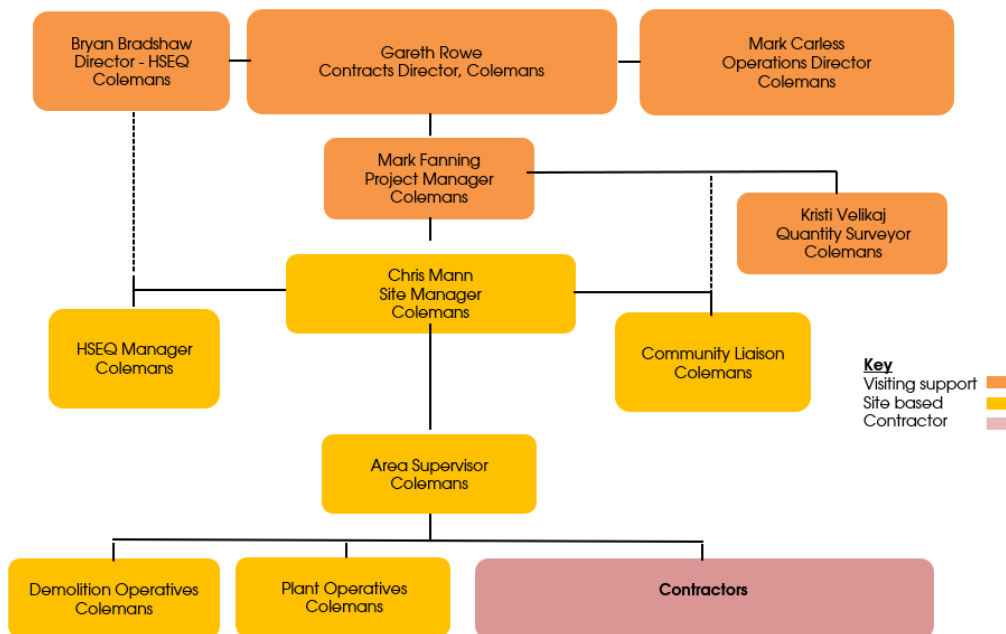 Bryan Bradshaw
Director - HSEQ
Colemans
Gareth Rowe
Contracts Director, Colemans
Mark Carless
Operations Director
Colemans
Mark Fanning
Project Manager
Colemans
Kristi Velikaj
Quantity Surveyor
Colemans
Chris Mann
Site Manager
Colemans
HSEQ Manager
Colemans
Community Liaison
Colemans
Key
Visiting support
Site based
Contractor
Area Supervisor
Colemans
Demolition Operatives
Colemans
Plant Operatives
Colemans
Contractors